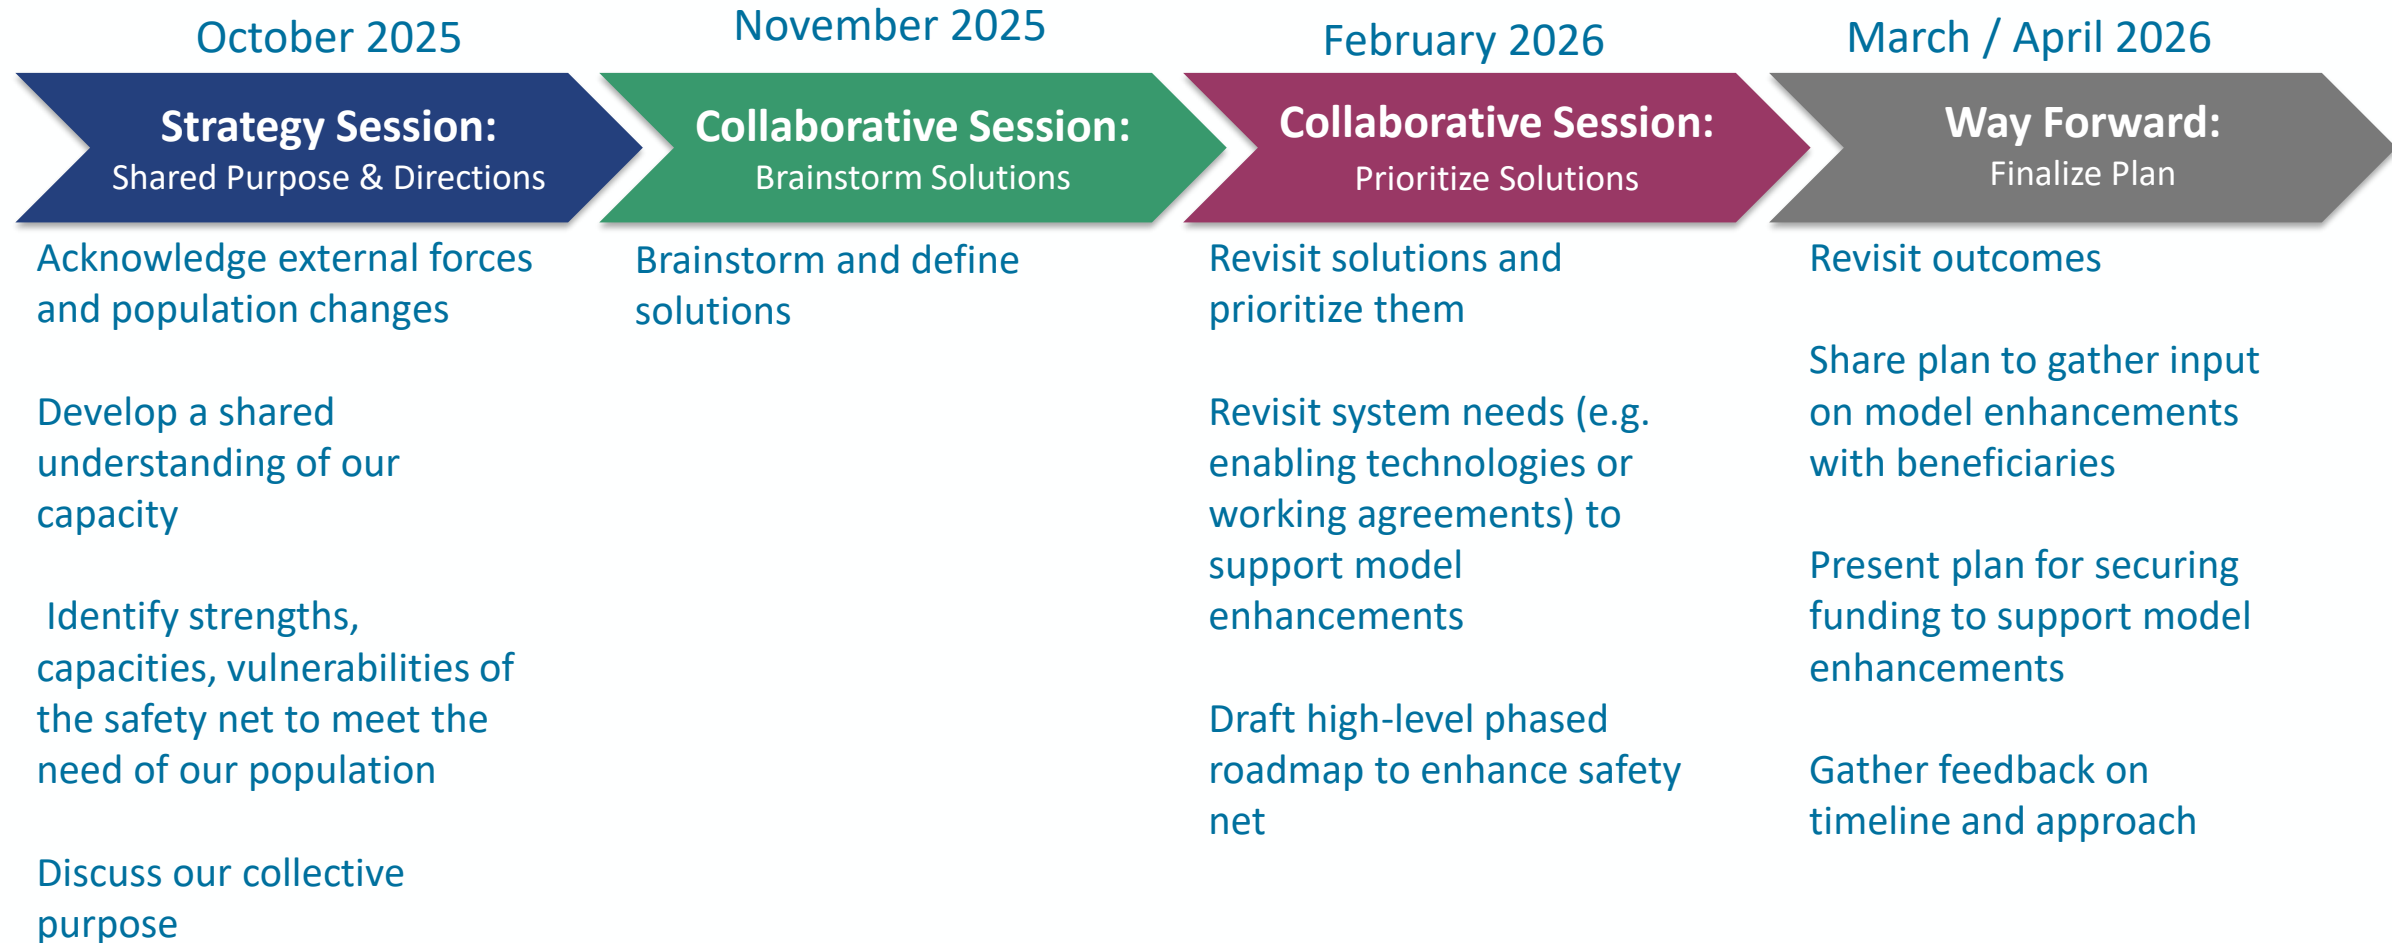 October 2025
Strategy Session:
Shared Purpose & Directions
Acknowledge external forces
and population changes
Develop a shared
understanding of our
capacity
Identify strengths,
capacities, vulnerabilities of
the safety net to meet the
need of our population
Discuss our collective
purpose
November 2025
Collaborative Session:
Brainstorm Solutions
Brainstorm and define
solutions
February 2026
Collaborative Session:
Prioritize Solutions
Revisit solutions and
prioritize them
Revisit system needs (e.g.
enabling technologies or
working agreements) to
support model
enhancements
Draft high-level phased
roadmap to enhance safety
net
March / April 2026
Way Forward:
Finalize Plan
Revisit outcomes
Share plan to gather input
on model enhancements
with beneficiaries
Present plan for securing
funding to support model
enhancements
Gather feedback on
timeline and approach